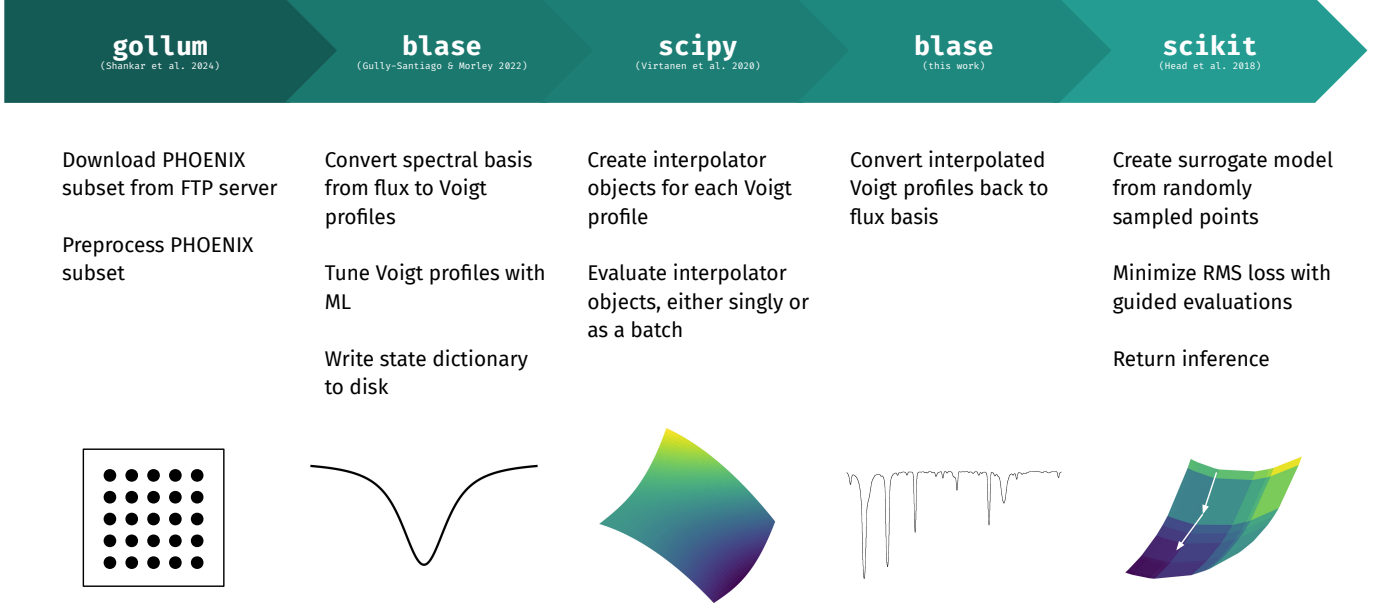 gollum
(Shankar et al. 2024)
blase
(Gully-Santiago & Morley 2022)
scipy
(Virtanen et al. 2020)
blase
(this work)
scikit
(Head et al. 2018)
Download PHOENIX
subset from FTP server
Preprocess PHOENIX
subset
Convert spectral basis
from flux to Voigt
profiles
Tune Voigt profiles with
ML
Write state dictionary
to disk
Create interpolator
objects for each Voigt
profile
Evaluate interpolator
objects, either singly or
as a batch
Convert interpolated
Voigt profiles back to
flux basis
Create surrogate model
from randomly
sampled points
Minimize RMS loss with
guided evaluations
Return inference